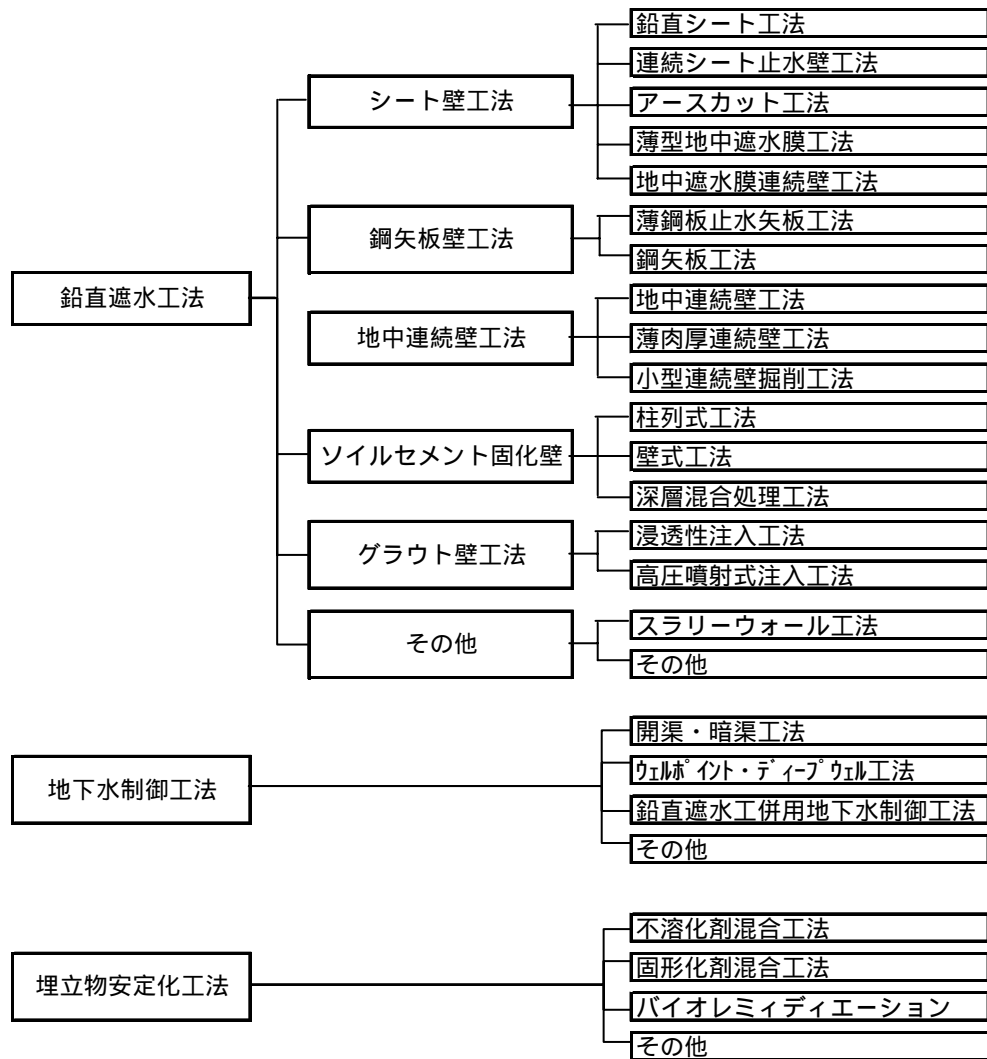 鉛直遮水工法
シート壁工法
鉛直シート工法
連続シート止水壁工法
アースカット工法
薄型地中遮水膜工法
地中遮水膜連続壁工法
鋼矢板壁工法
薄鋼板止水矢板工法
鋼矢板工法
地中連続壁工法
地中連続壁工法
薄肉厚連続壁工法
小型連続壁掘削工法
ソイルセメント固化壁
柱列式工法
壁式工法
深層混合処理工法
グラウト壁工法
浸透性注入工法
高圧噴射式注入工法
その他
スラリーウォール工法
その他
地下水制御工法
開渠・暗渠工法
ｳｪﾙﾎﾟｲﾝﾄ・ﾃﾞｨｰﾌﾟｳｪﾙ工法
鉛直遮水工併用地下水制御工法
その他
埋立物安定化工法
不溶化剤混合工法
固形化剤混合工法
バイオレミィディエーション
その他